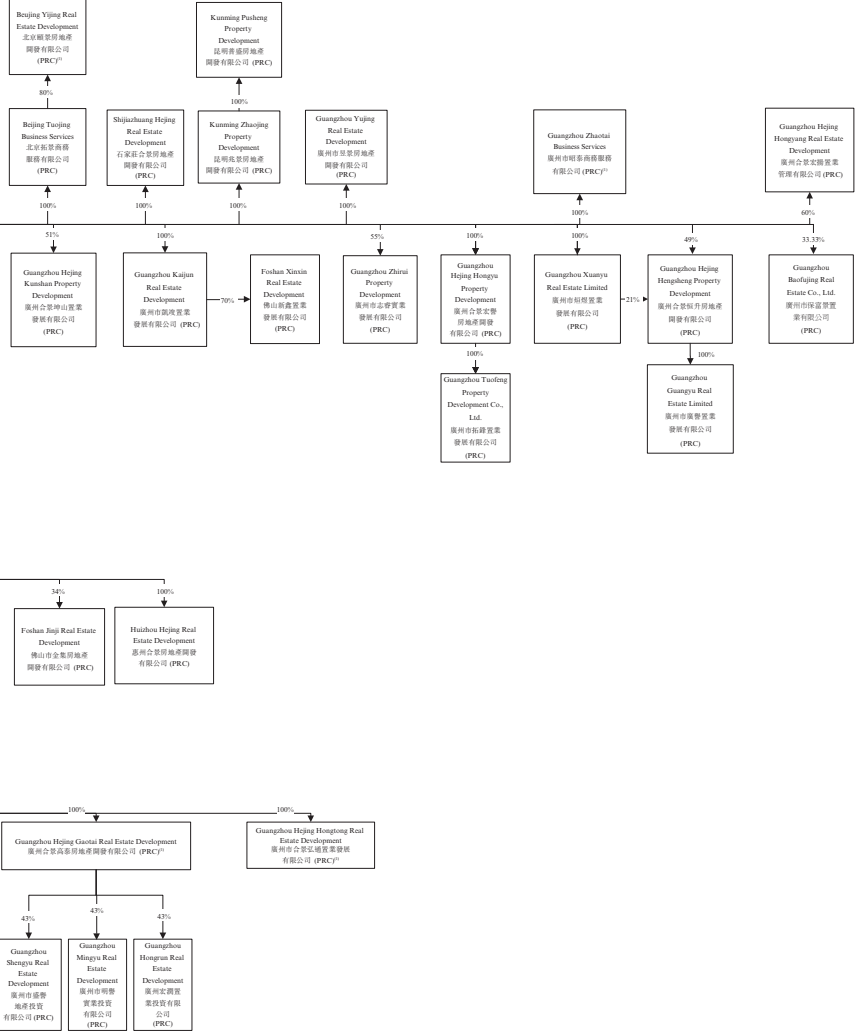 Beujing Yijing Real
Estate Development
北京頤景房地產
開發有限公司
(PRC)
80%
Kunming Pusheng
Property
Development
昆明普盛房地產
開發有限公司 (PRC)
100%
Beijing Tuojing
Business Services
北京拓景商務
服務有限公司
(PRC)
100%
Shijiazhuang Hejing
Real Estate
Development
石家莊合景房地產
開發有限公司
(PRC)
100%
Kunming Zhaojing
Property
Development
昆明兆景房地產
開發有限公司 (PRC)
100%
Guangzhou Yujing
Real Estate
Development
廣州市昱景房地產
開發有限公司
(PRC)
100%
Guangzhou Zhaotai
Business Services
廣州市昭泰商務服務
有限公司 (PRC)
100%
Guangzhou Hejing
Hongyang Real Estate
Development
廣州合景宏揚置業
管理有限公司 (PRC)
60%
51%
Guangzhou Hejing
Kunshan Property
Development
廣州合景坤山置業
發展有限公司
(PRC)
100%
Guangzhou Kaijun
Real Estate
Development
廣州市凱竣置業
發展有限公司 (PRC)
70%
Foshan Xinxin
Real Estate
Development
佛山新鑫置業
發展有限公司
(PRC)
55%
Guangzhou Zhirui
Property
Development
廣州市志睿實業
發展有限公司
(PRC)
100%
Guangzhou
Hejing Hongyu
Property
Development
廣州合景宏譽
房地產開發
有限公司 (PRC)
100%
Guangzhou Tuofeng
Property
Development Co.,
Ltd.
廣州市拓鋒置業
發展有限公司
(PRC)
100%
Guangzhou Xuanyu
Real Estate Limited
廣州市烜煜置業
發展有限公司
(PRC)
21%
49%
Guangzhou Hejing
Hengsheng Property
Development
廣州合景恒升房地產
開發有限公司
(PRC)
100%
Guangzhou
Guangyu Real
Estate Limited
廣州市廣譽置業
發展有限公司
(PRC)
33.33%
Guangzhou
Baofujing Real
Estate Co., Ltd.
廣州市保富景置
業有限公司
(PRC)
34%
Foshan Jinji Real Estate
Development
佛山市金集房地產
開發有限公司 (PRC)
100%
Huizhou Hejing Real
Estate Development
惠州合景房地產開發
有限公司 (PRC)
100%
Guangzhou Hejing Gaotai Real Estate Development
廣州合景高泰房地產開發有限公司 (PRC)
100%
Guangzhou Hejing Hongtong Real
Estate Development
廣州市合景弘通置業發展
有限公司 (PRC)
43%
Guangzhou
Shengyu Real
Estate
Development
廣州市盛譽
地產投資
有限公司 (PRC)
43%
Guangzhou
Mingyu Real
Estate
Development
廣州市明譽
實業投資
有限公司
(PRC)
43%
Guangzhou
Hongrun Real
Estate
Development
廣州宏潤置
業投資有限
公司
(PRC)